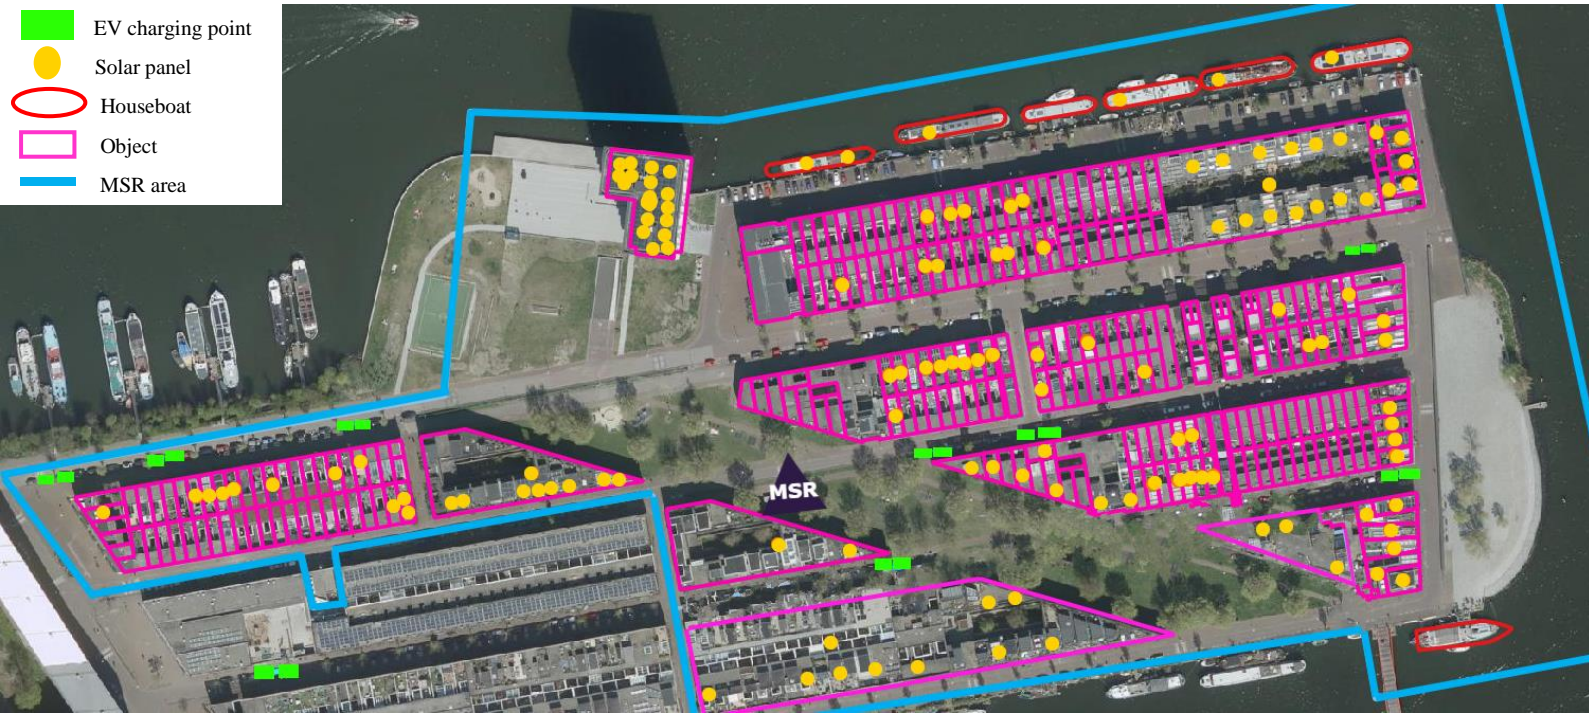 EV charging point
Solar panel
Houseboat
Object
MSR area
MSR